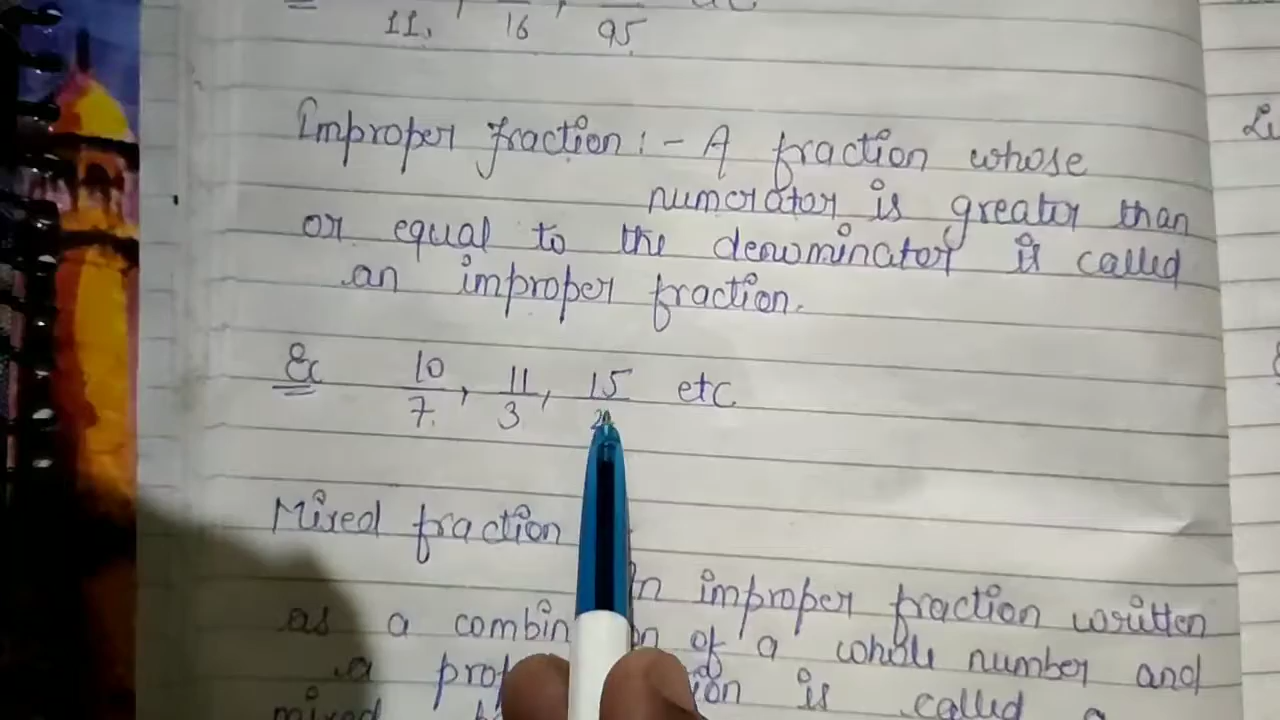 11, 16, 95
Improper fraction :- A fraction whose
numerator is greater than
or equal to the denominator is called
an improper fraction.
Ex 10/7, 11/3, 15 etc
Mixed fraction
In improper fraction written
as a of a whole number and
a is called a
mixed